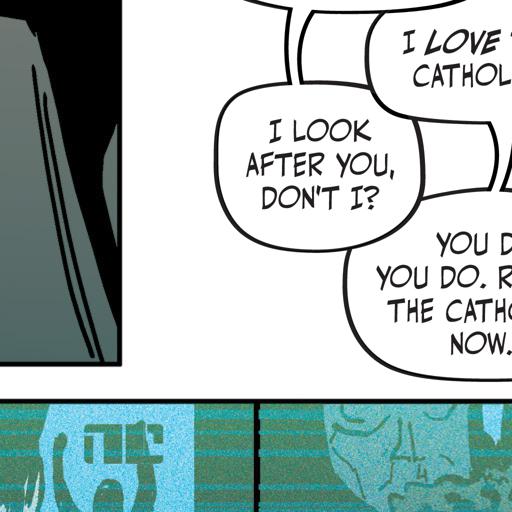 I LOVE
CATHOL
I LOOK
AFTER YOU,
DON'T I?
YOU D
YOU DO. R
THE CATHO
NOW.